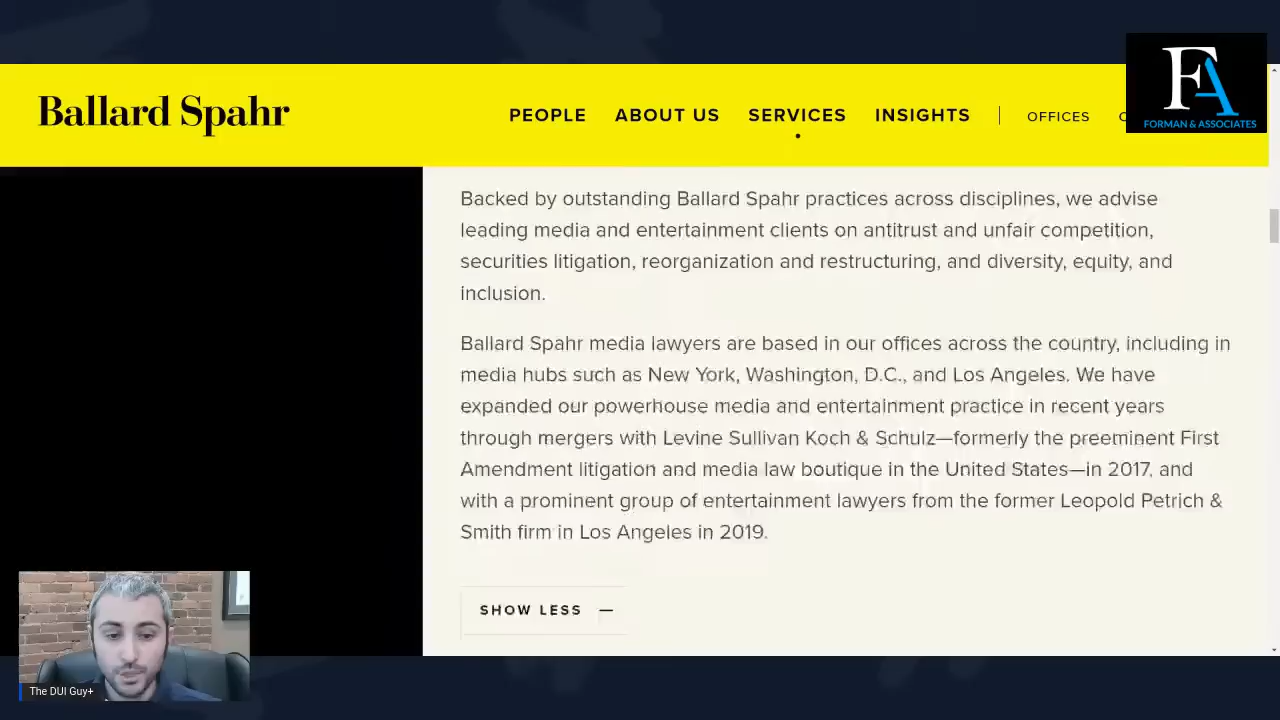 Ballard Spahr
PEOPLE ABOUT US SERVICES INSIGHTS OFFICES
FA
FORMAN & ASSOCIATES
Backed by outstanding Ballard Spahr practices across disciplines, we advise
leading media and entertainment clients on antitrust and unfair competition,
securities litigation, reorganization and restructuring, and diversity, equity, and
inclusion.
Ballard Spahr media lawyers are based in our offices across the country, including in
media hubs such as New York, Washington, D.C., and Los Angeles. We have
expanded our powerhouse media and entertainment practice in recent years
through mergers with Levine Sullivan Koch & Schulz—formerly the preeminent First
Amendment litigation and media law boutique in the United States—in 2017, and
with a prominent group of entertainment lawyers from the former Leopold Petrich &
Smith firm in Los Angeles in 2019.
SHOW LESS —
The DUI Guy+